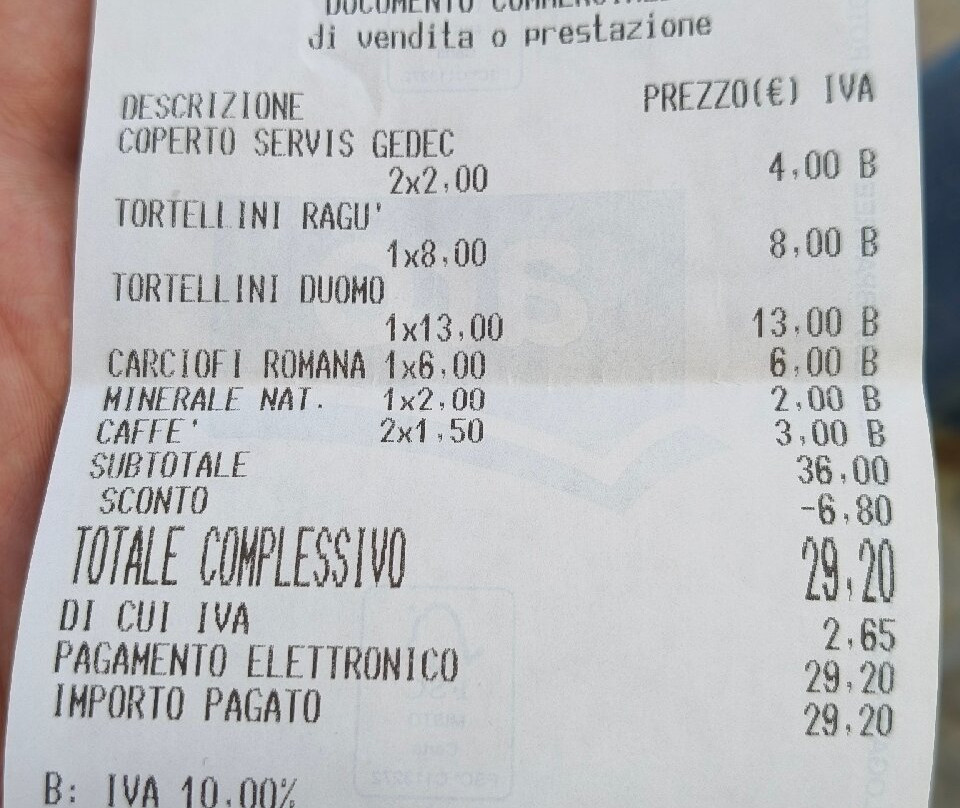 DOCUMENTO COMMERCIALE
di vendita o prestazione
DESCRIZIONE PREZZO(€) IVA
COPERTO SERVIS GEDEC
2x2,00 4,00 B
TORTELLINI RAGU'
1x8,00 8,00 B
TORTELLINI DUOMO
1x13,00 13,00 B
CARCIOFI ROMANA 1x6,00 6,00 B
MINERALE NAT. 1x2,00 2,00 B
CAFFE' 2x1,50 3,00 B
SUBTOTALE 36,00
SCONTO -6,80
TOTALE COMPLESSIVO 29,20
DI CUI IVA 2,65
PAGAMENTO ELETTRONICO 29,20
IMPORTO PAGATO 29,20
B: IVA 10,00%